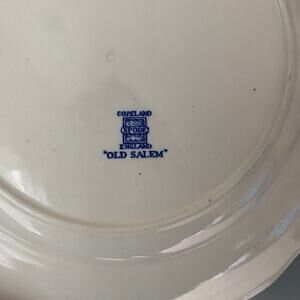 COPELAND
SPODE
ENGLAND
"OLD SALEM"